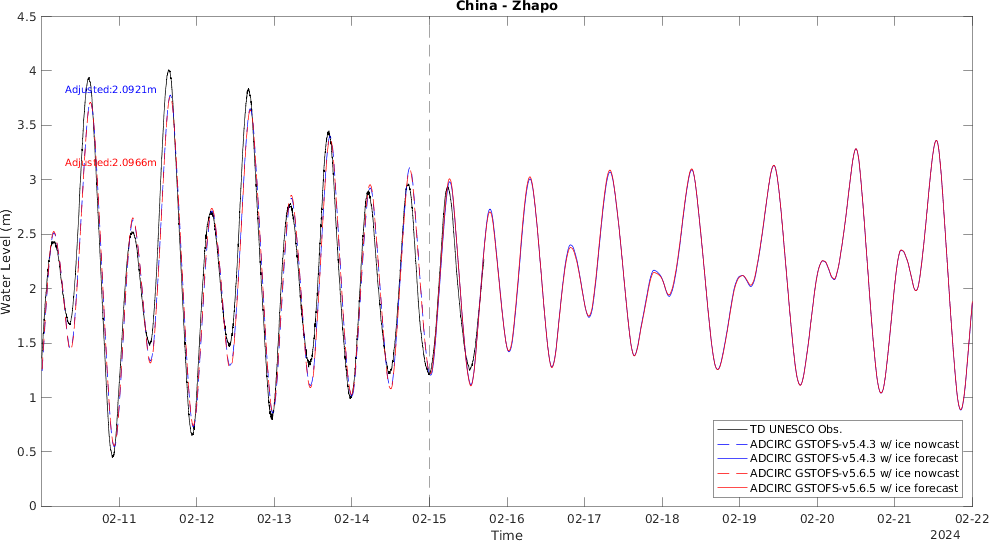 China - Zhapo
4.5
4
3.5
3
2.5
2
1.5
1
0.5
0
Water Level (m)
Adjusted:2.0921m
Adjusted:2.0966m
TD UNESCO Obs.
ADCIRC GSTOFS-v5.4.3 w/ ice nowcast
ADCIRC GSTOFS-v5.4.3 w/ ice forecast
ADCIRC GSTOFS-v5.6.5 w/ ice nowcast
ADCIRC GSTOFS-v5.6.5 w/ ice forecast
02-11 02-12 02-13 02-14 02-15 02-16 02-17 02-18 02-19 02-20 02-21 02-22
Time
2024